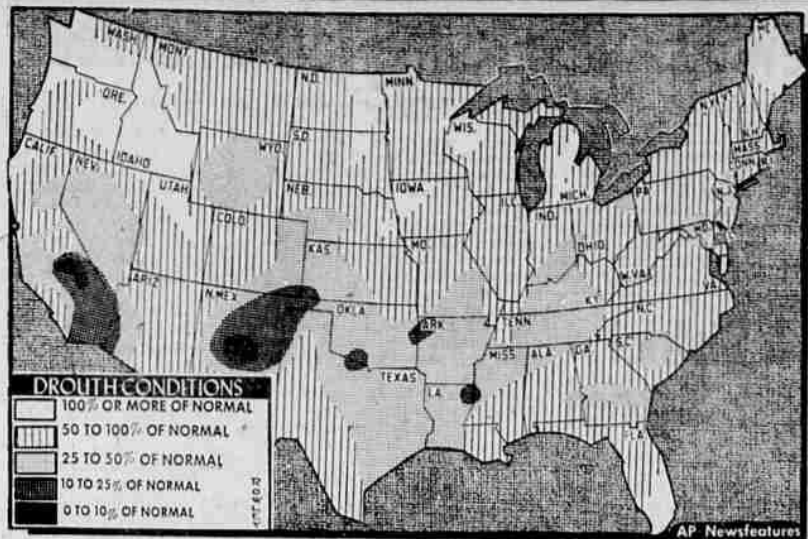 WASH.
MONT.
N.D.
MINN.
ME.
ORE.
S.D.
WIS.
N.Y.
V.T.
N.H.
MASS.
CONN.
R.I.
CALIF.
NEV.
IDAHO
WYO.
UTAH
NEB.
IOWA
MICH.
PA.
N.J.
COLO.
KAS.
MO.
ILL.
IND.
OHIO
MD.
W.VA.
VA.
ARIZ.
N.MEX.
OKLA.
ARK.
KY.
TENN.
N.C.
S.C.
TEXAS
LA.
MISS.
ALA.
GA.
FLA.
DROUTH CONDITIONS
100% OR MORE OF NORMAL
50 TO 100% OF NORMAL
25 TO 50% OF NORMAL
10 TO 25% OF NORMAL
0 TO 10% OF NORMAL
AP Newsfeatures